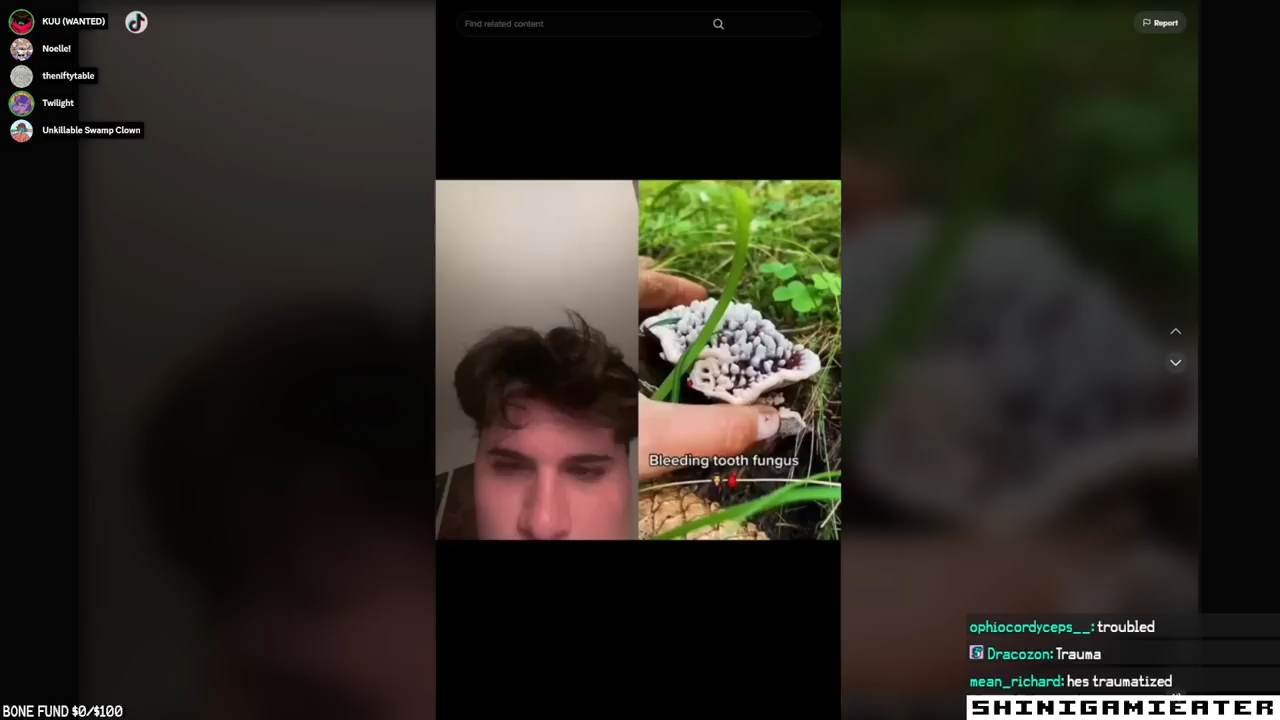 KUU (WANTED)
Noelle!
theniftytable
Twilight
Unkillable Swamp Clown
Find related content
Report
Bleeding tooth fungus
ophiocordyceps__: troubled
Dracozon: Trauma
mean_richard: hes traumatized
SHINIGAMIEATER
BONE FUND $0/$100